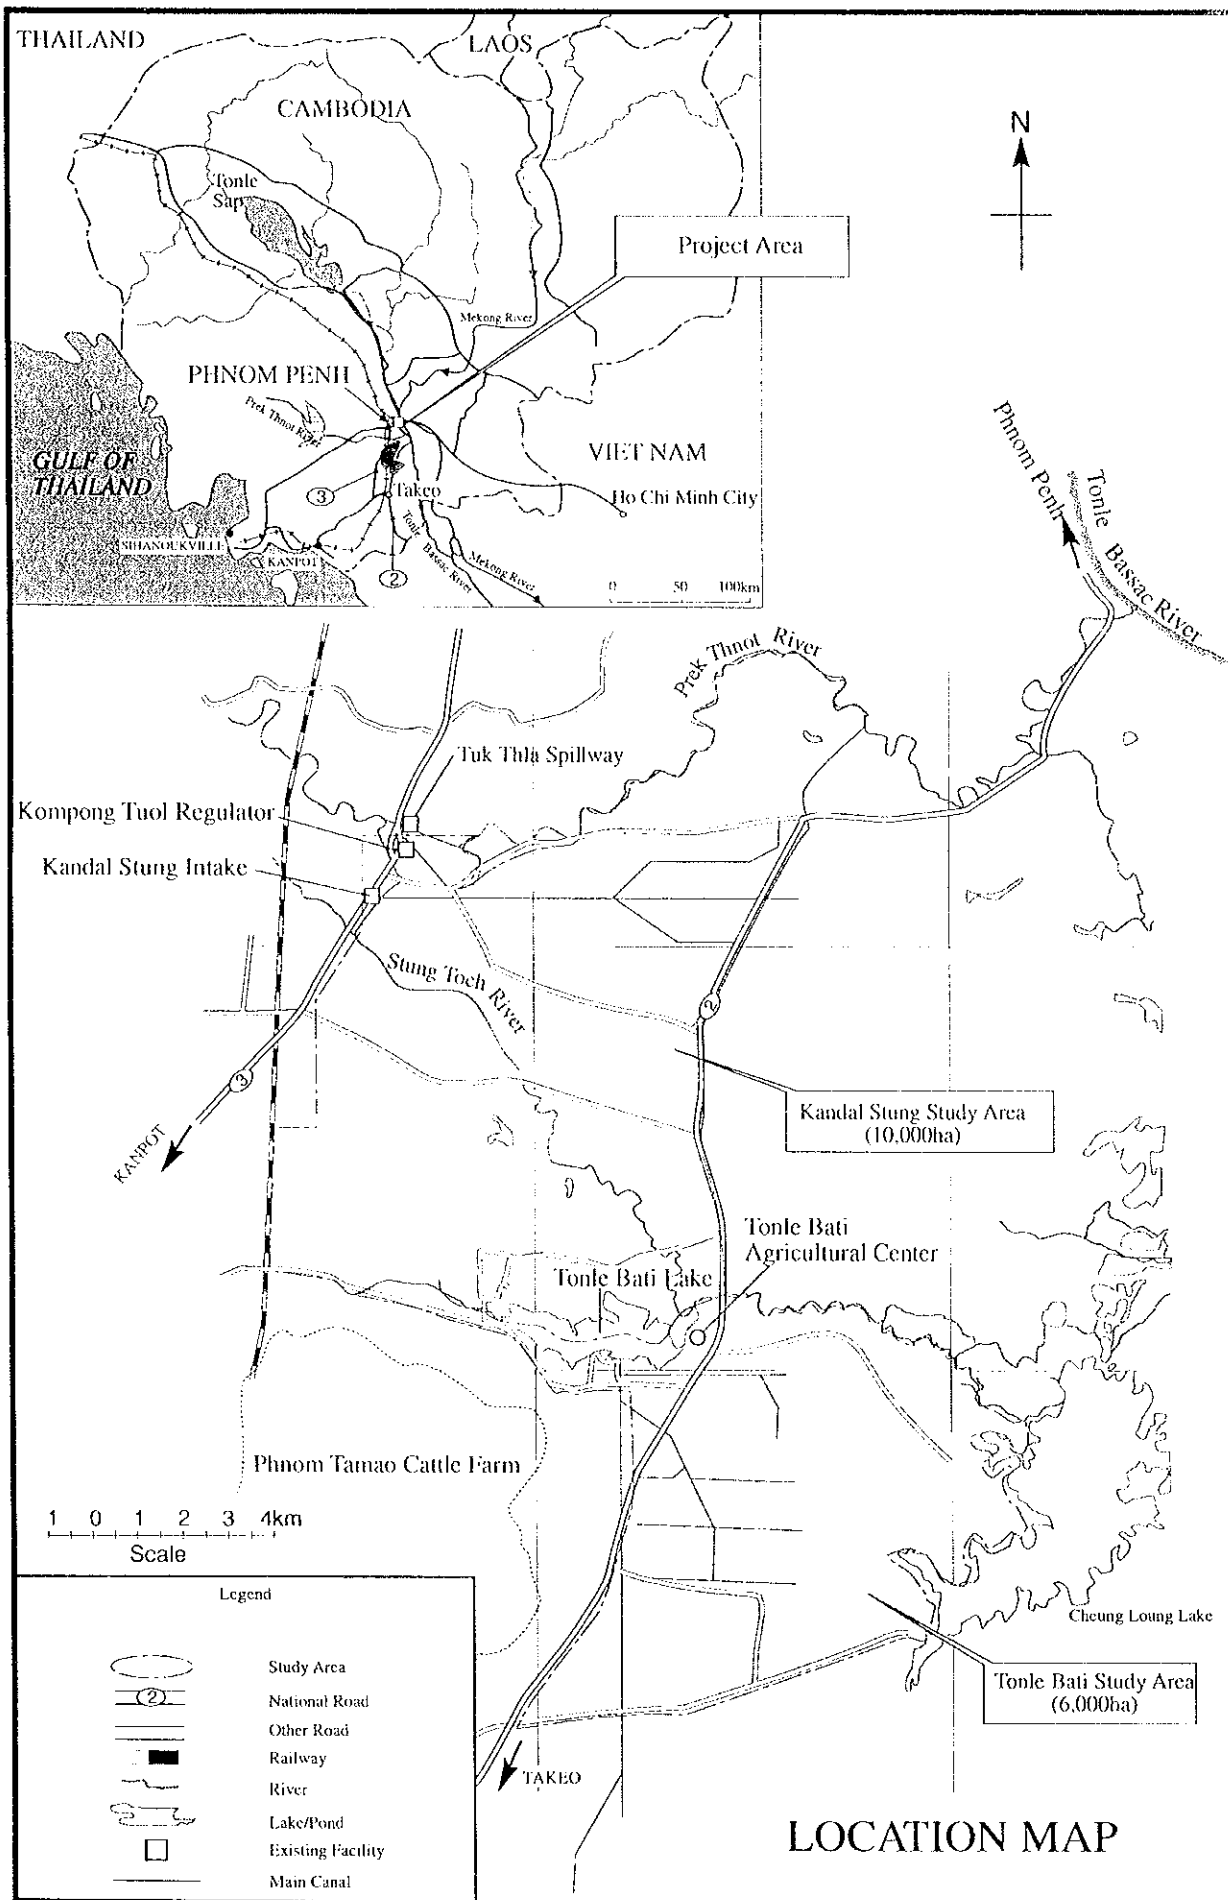 THAILAND
LAOS
CAMBODIA
Tonle
Sap
N
Project Area
Mekong River
PHNOM PENH
Prek Thnot River
GULF OF
THAILAND
VIET NAM
3
Takeo
Ho Chi Minh City
SIHANOUKVILLE
KANPOT
Tonle Bassac River
Mekong River
2
0 50 100km
Phnom Penh
Tonle Bassac River
Prek Thnot River
Tuk Thla Spillway
Kompong Tuol Regulator
Kandal Stung Intake
Stung Toch River
2
3
KANPOT
Kandal Stung Study Area
(10,000ha)
Tonle Bati
Agricultural Center
Tonle Bati Lake
Phnom Tamao Cattle Farm
1 0 1 2 3 4km
Scale
Cheung Loung Lake
Tonle Bati Study Area
(6,000ha)
TAKEO
Legend
Study Area
2 National Road
Other Road
Railway
River
Lake/Pond
Existing Facility
Main Canal
LOCATION MAP